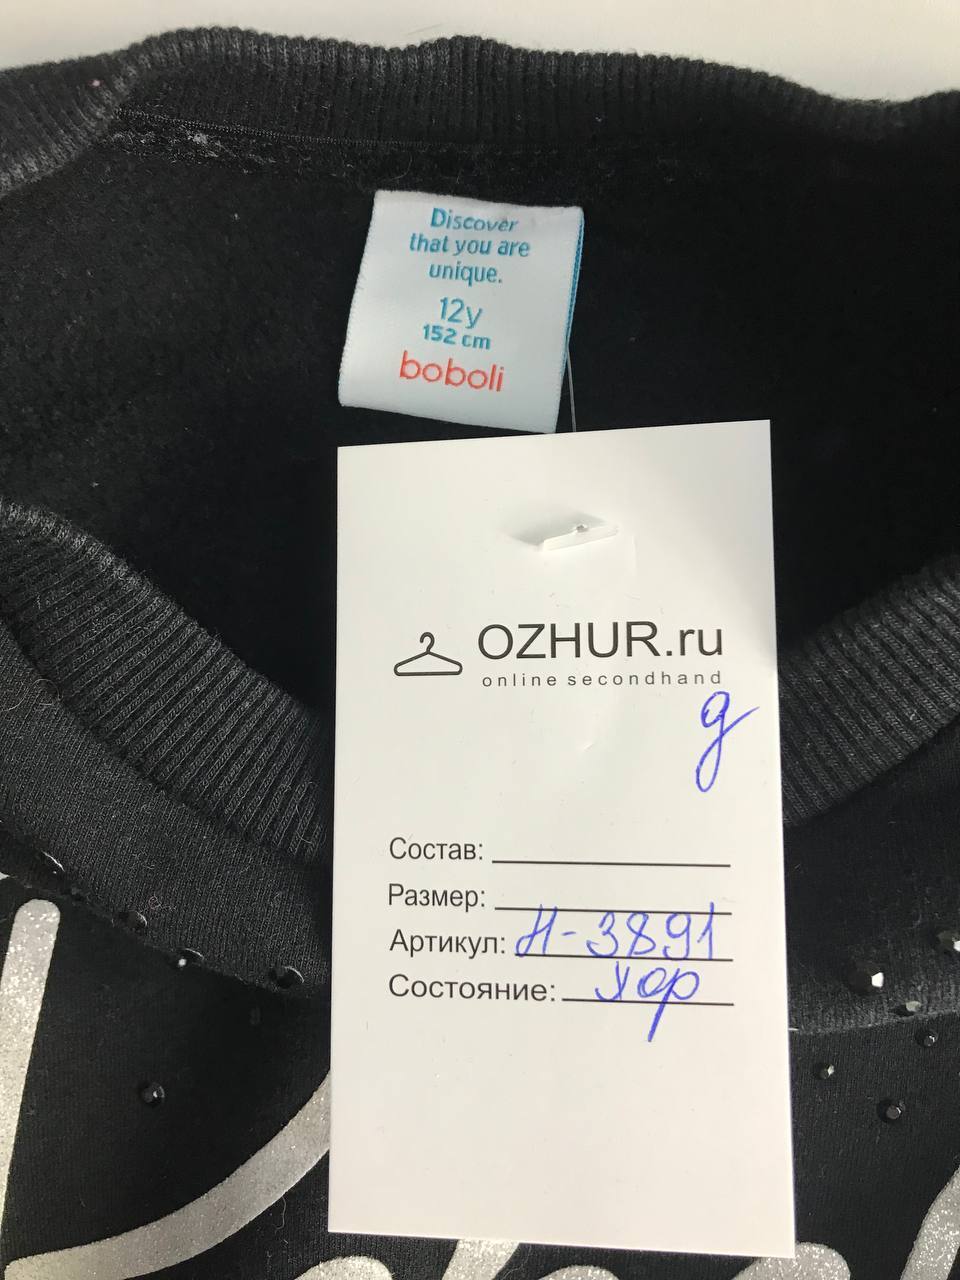 Discover
that you are
unique.
12y
152 cm
boboli
OZHUR.ru
online secondhand
д
Состав:
Размер:
Артикул: Н-3891
Состояние: хор